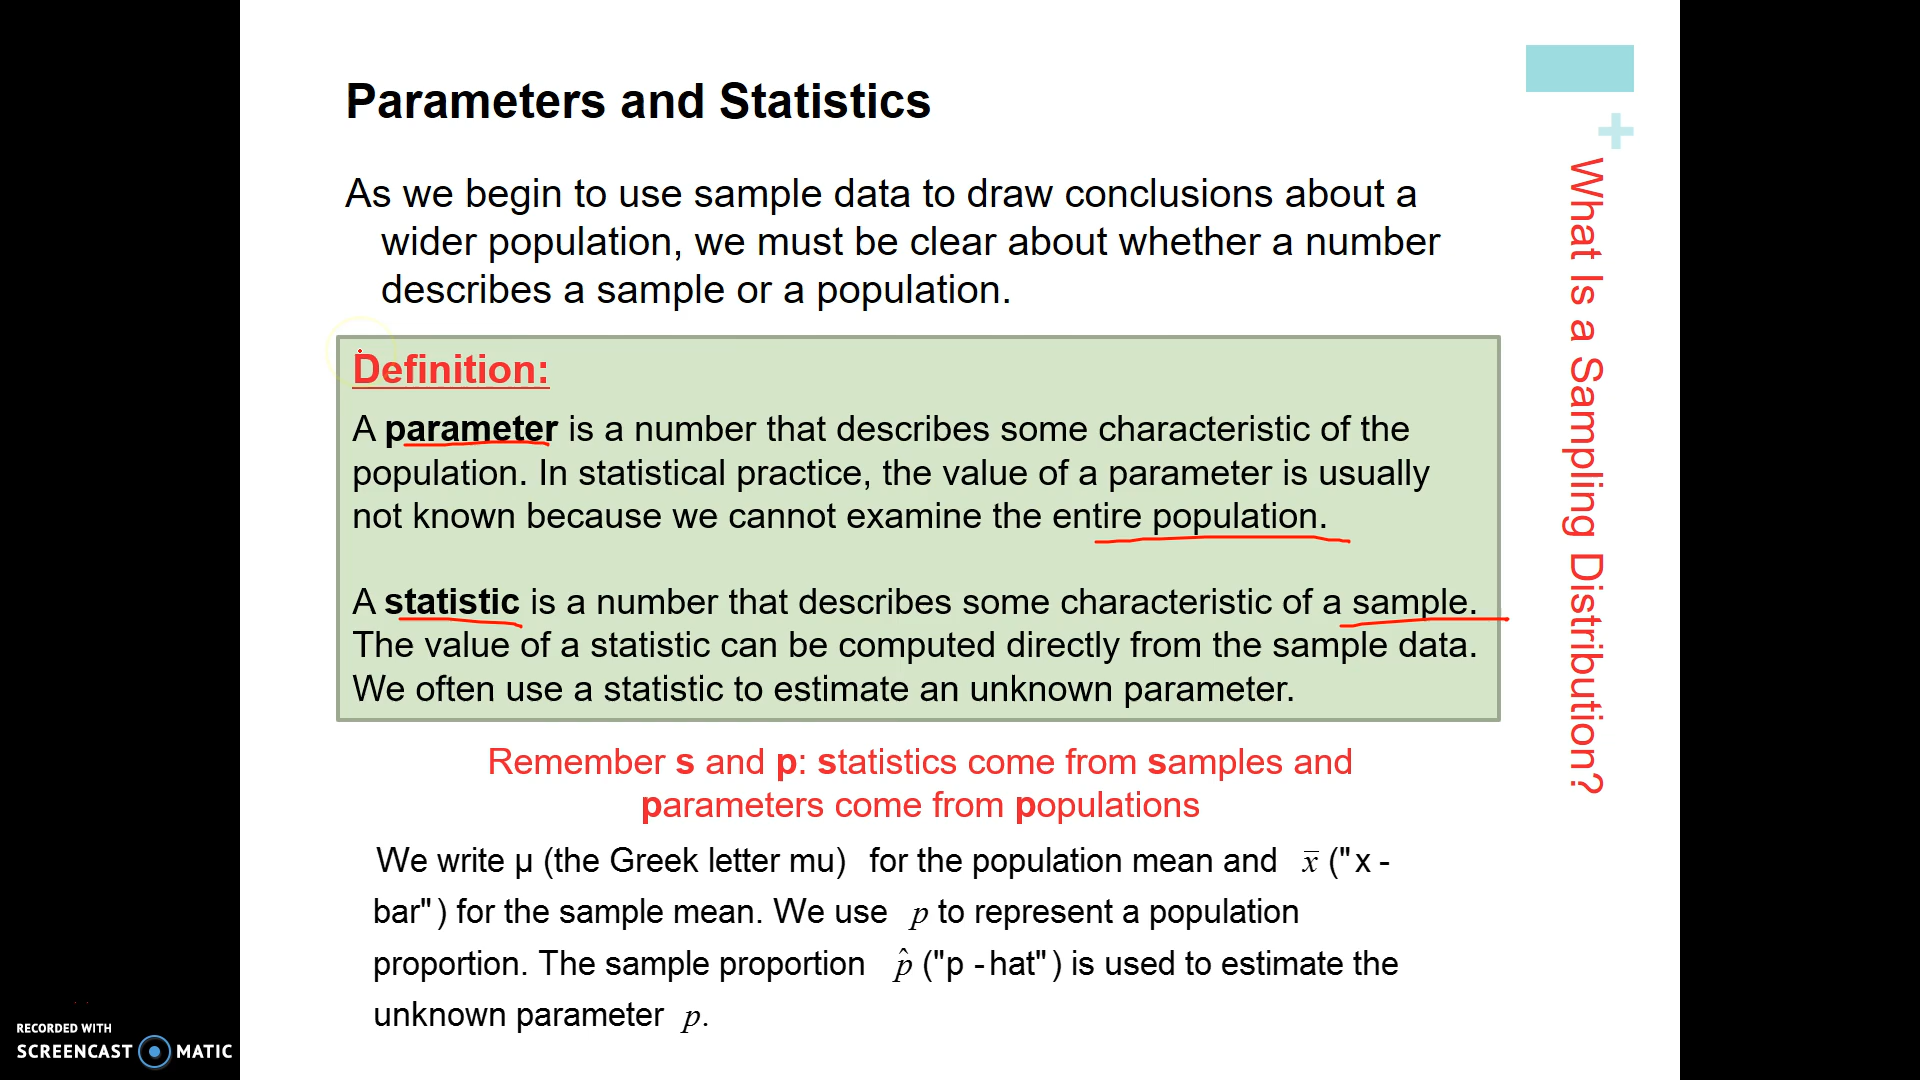 Parameters and Statistics
As we begin to use sample data to draw conclusions about a
wider population, we must be clear about whether a number
describes a sample or a population.
Definition:
A parameter is a number that describes some characteristic of the
population. In statistical practice, the value of a parameter is usually
not known because we cannot examine the entire population.
A statistic is a number that describes some characteristic of a sample.
The value of a statistic can be computed directly from the sample data.
We often use a statistic to estimate an unknown parameter.
Remember s and p: statistics come from samples and
parameters come from populations
We write μ (the Greek letter mu) for the population mean and x̄ ("x -
bar") for the sample mean. We use p to represent a population
proportion. The sample proportion p̂ ("p - hat") is used to estimate the
unknown parameter p.
+
What Is a Sampling Distribution?
RECORDED WITH
SCREENCAST MATIC